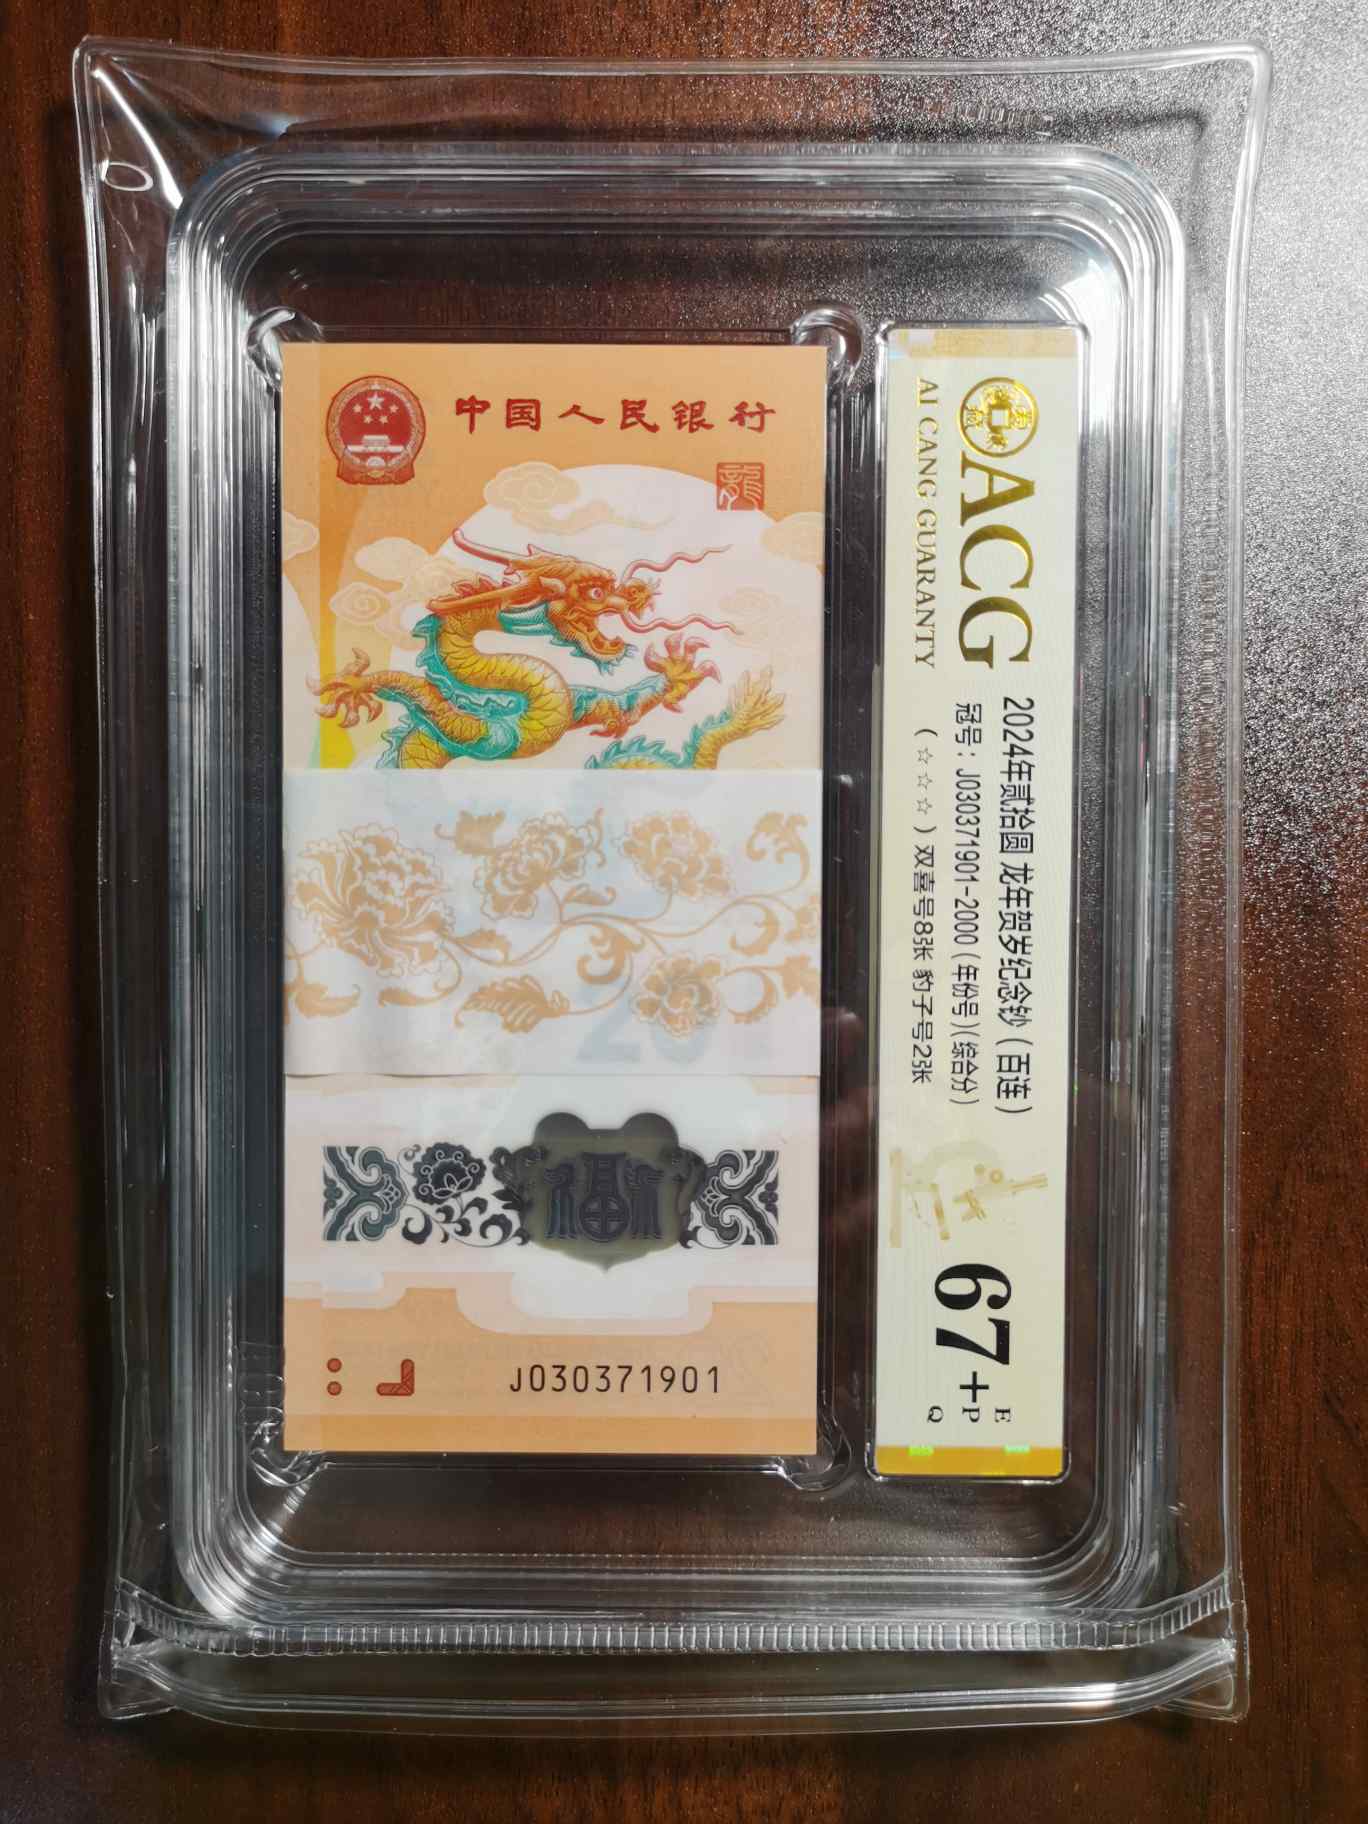 中国人民银行
龍
福
J030371901
ACG
AI CANG GUARANTY
2024年贰拾圆 龙年贺岁纪念钞（百连）
冠号：J030371901-2000（年份号）（综合分）
（☆☆☆）双喜号8张 豹子号2张
67+
E
P
Q